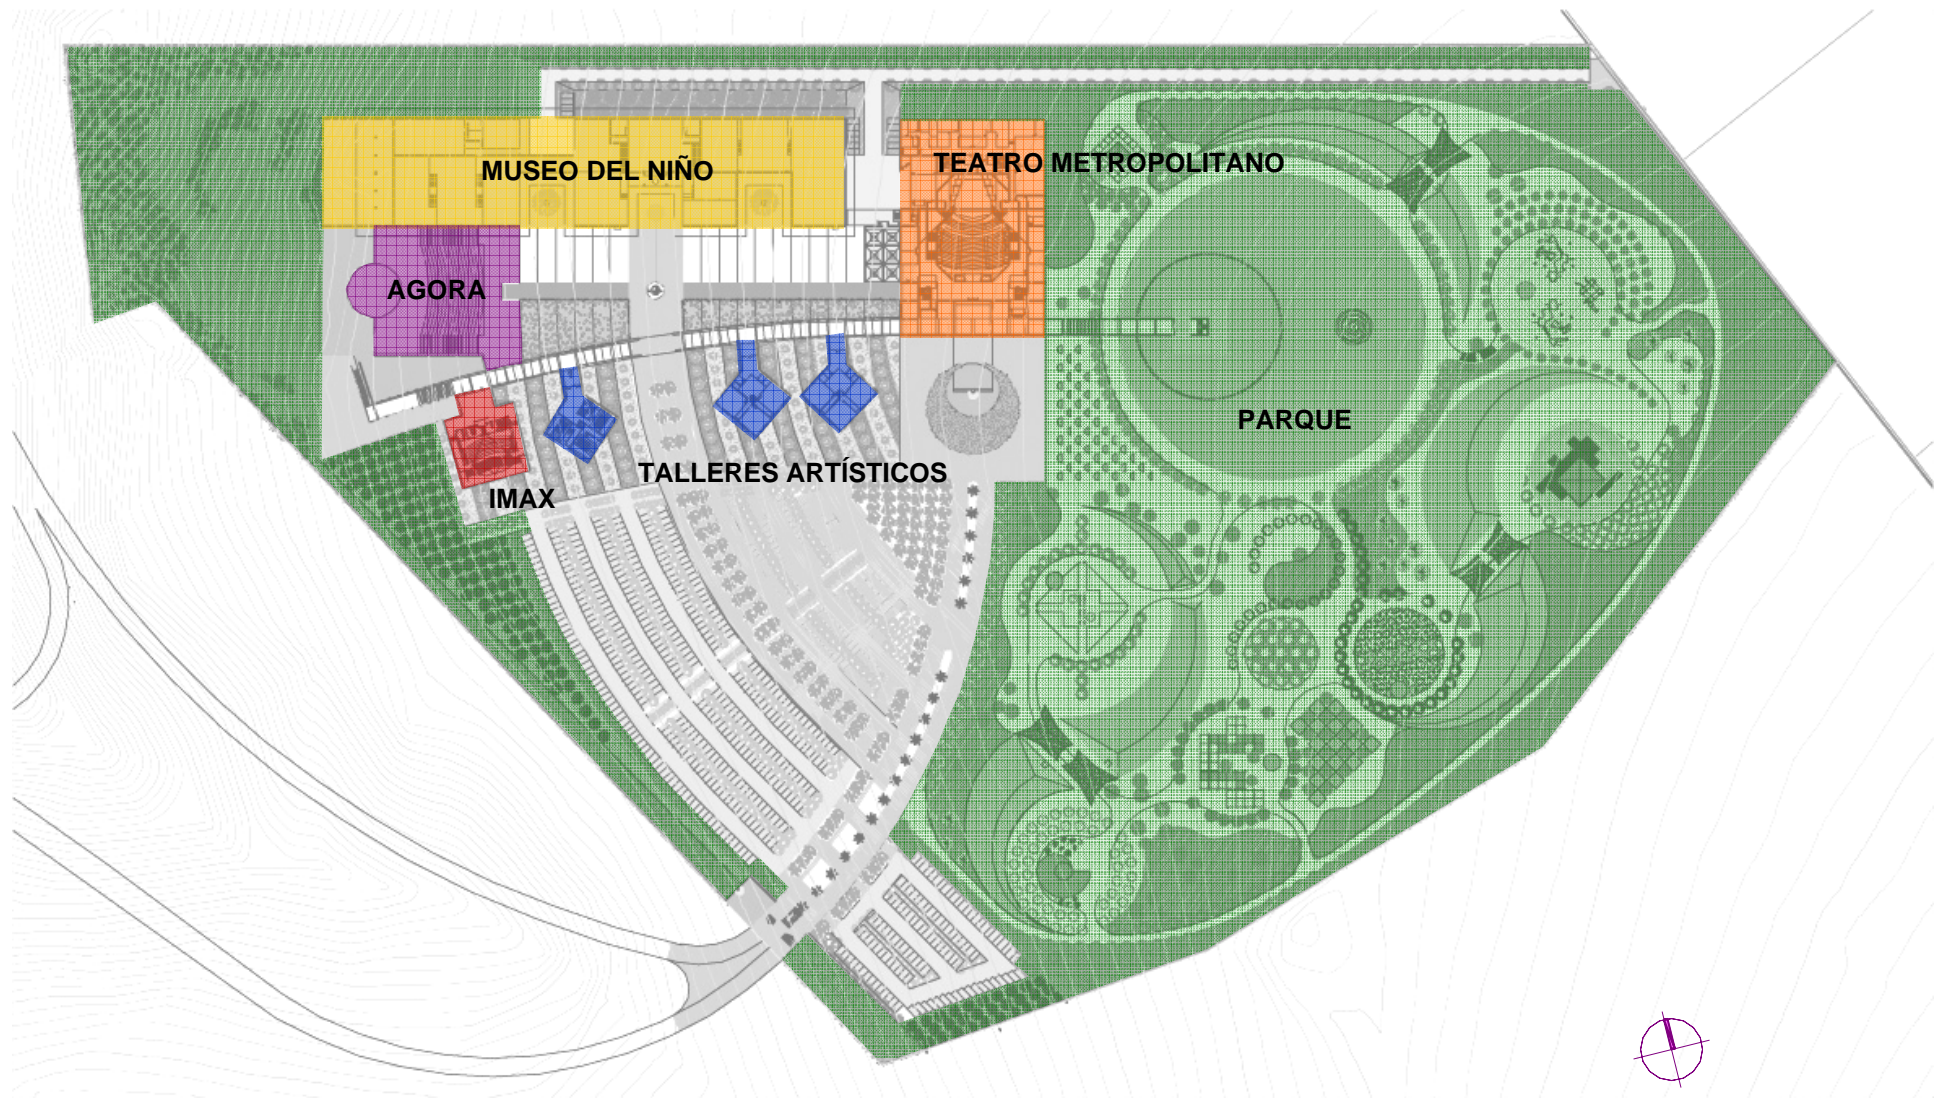 MUSEO DEL NIÑO
TEATRO METROPOLITANO
AGORA
PARQUE
TALLERES ARTÍSTICOS
IMAX